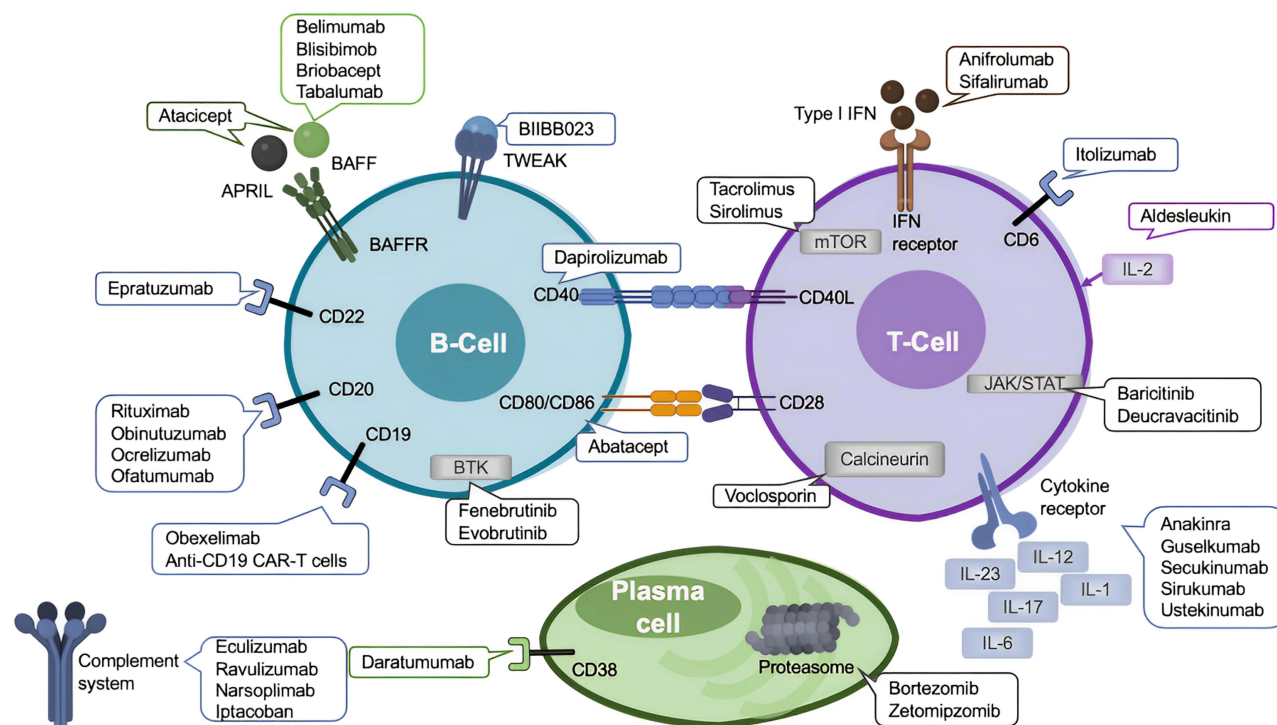 Belimumab
Blisibimob
Briobacept
Tabalumab
Atacicept
BAFF
APRIL
BAFFR
BIIBB023
TWEAK
Anifrolumab
Sifalirumab
Type I IFN
IFN
receptor
Itolizumab
CD6
Tacrolimus
Sirolimus
mTOR
Aldesleukin
IL-2
Epratuzumab
CD22
Dapirolizumab
CD40
CD40L
B-Cell
T-Cell
CD20
Rituximab
Obinutuzumab
Ocrelizumab
Ofatumumab
CD19
CD80/CD86
CD28
Abatacept
JAK/STAT
Baricitinib
Deucravacitinib
BTK
Fenebrutinib
Evobrutinib
Calcineurin
Voclosporin
Obexelimab
Anti-CD19 CAR-T cells
Cytokine
receptor
IL-12
IL-23
IL-1
IL-17
IL-6
Anakinra
Guselkumab
Secukinumab
Sirukumab
Ustekinumab
Plasma
cell
Proteasome
Bortezomib
Zetomipzomib
CD38
Daratumumab
Complement
system
Eculizumab
Ravulizumab
Narsoplimab
Iptacoban